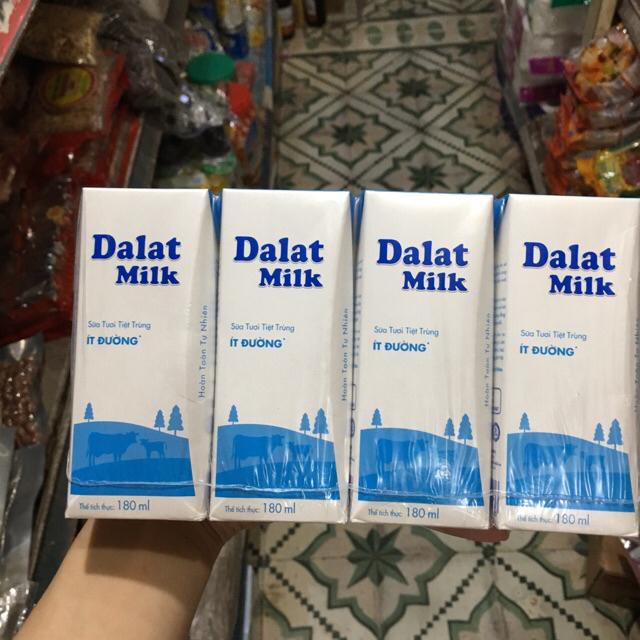 Dalat
Milk
Sữa Tươi Tiệt Trùng
ÍT ĐƯỜNG*
Thể tích thực: 180 ml
Hoàn Toàn Tự Nhiên
Dalat
Milk
Sữa Tươi Tiệt Trùng
ÍT ĐƯỜNG*
Thể tích thực: 180 ml
Hoàn Toàn Tự Nhiên
Dalat
Milk
Sữa Tươi Tiệt Trùng
ÍT ĐƯỜNG*
Thể tích thực: 180 ml
Hoàn Toàn Tự Nhiên
Dalat
Milk
Sữa Tươi Tiệt Trùng
ÍT ĐƯỜNG*
Thể tích thực: 180 ml